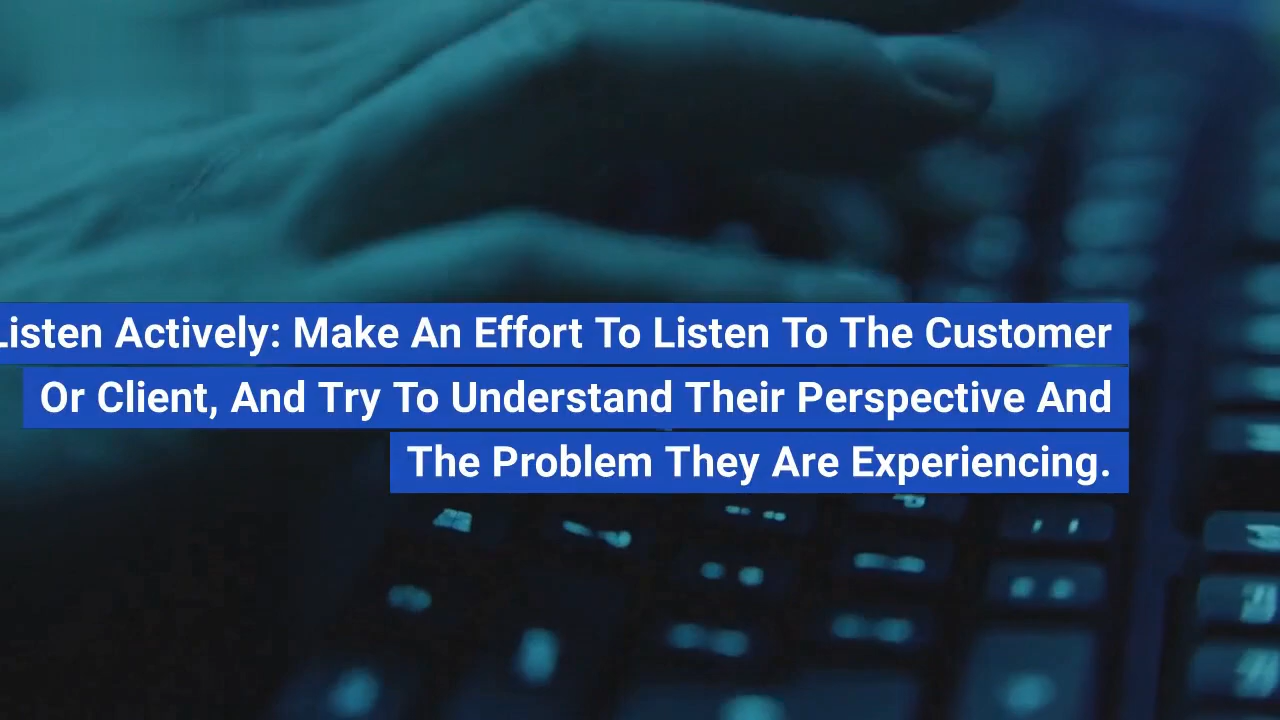 Listen Actively: Make An Effort To Listen To The Customer
Or Client, And Try To Understand Their Perspective And
The Problem They Are Experiencing.